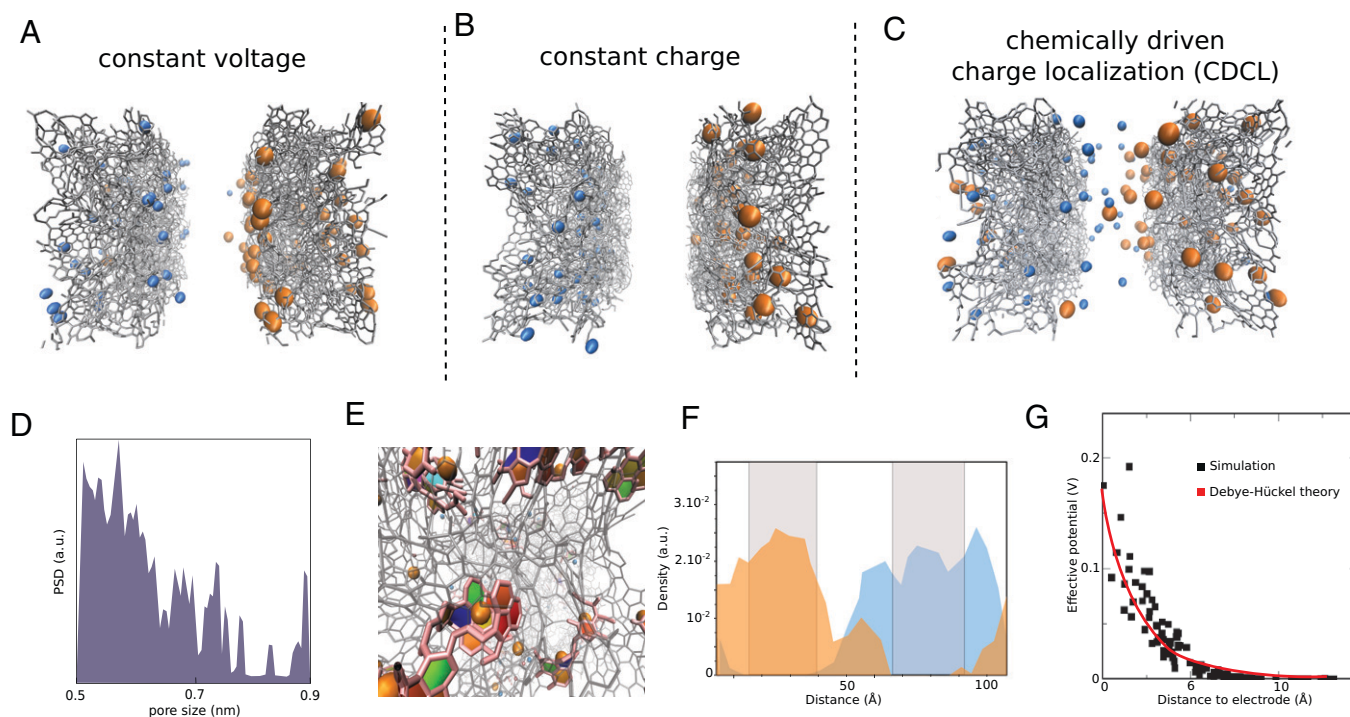 A
constant voltage
B
constant charge
C
chemically driven
charge localization (CDCL)
D
PSD (a.u.)
0.5
0.7
0.9
pore size (nm)
E
F
Density (a.u.)
3.10-2
2.10-2
10-2
0
50
100
Distance (Å)
G
Effective potential (V)
0.2
0.1
0
Simulation
Debye-Hückel theory
0
6
10
Distance to electrode (Å)